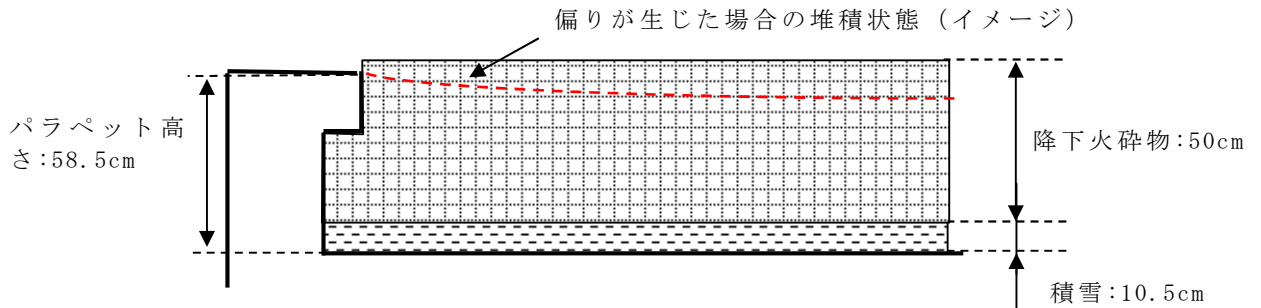 偏りが生じた場合の堆積状態（イメージ）
パラペット高
さ:58.5cm
降下火砕物:50cm
積雪:10.5cm